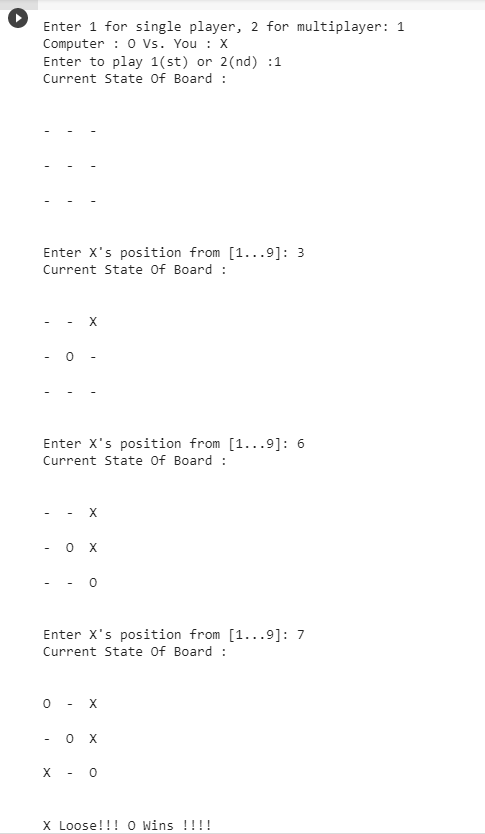 Enter 1 for single player, 2 for multiplayer: 1
Computer : O Vs. You : X
Enter to play 1(st) or 2(nd) :1
Current State Of Board :
- - -
- - -
- - -
Enter X's position from [1...9]: 3
Current State Of Board :
- - X
- O -
- - -
Enter X's position from [1...9]: 6
Current State Of Board :
- - X
- O X
- - O
Enter X's position from [1...9]: 7
Current State Of Board :
O - X
- O X
X - O
X Loose!!! O Wins !!!!